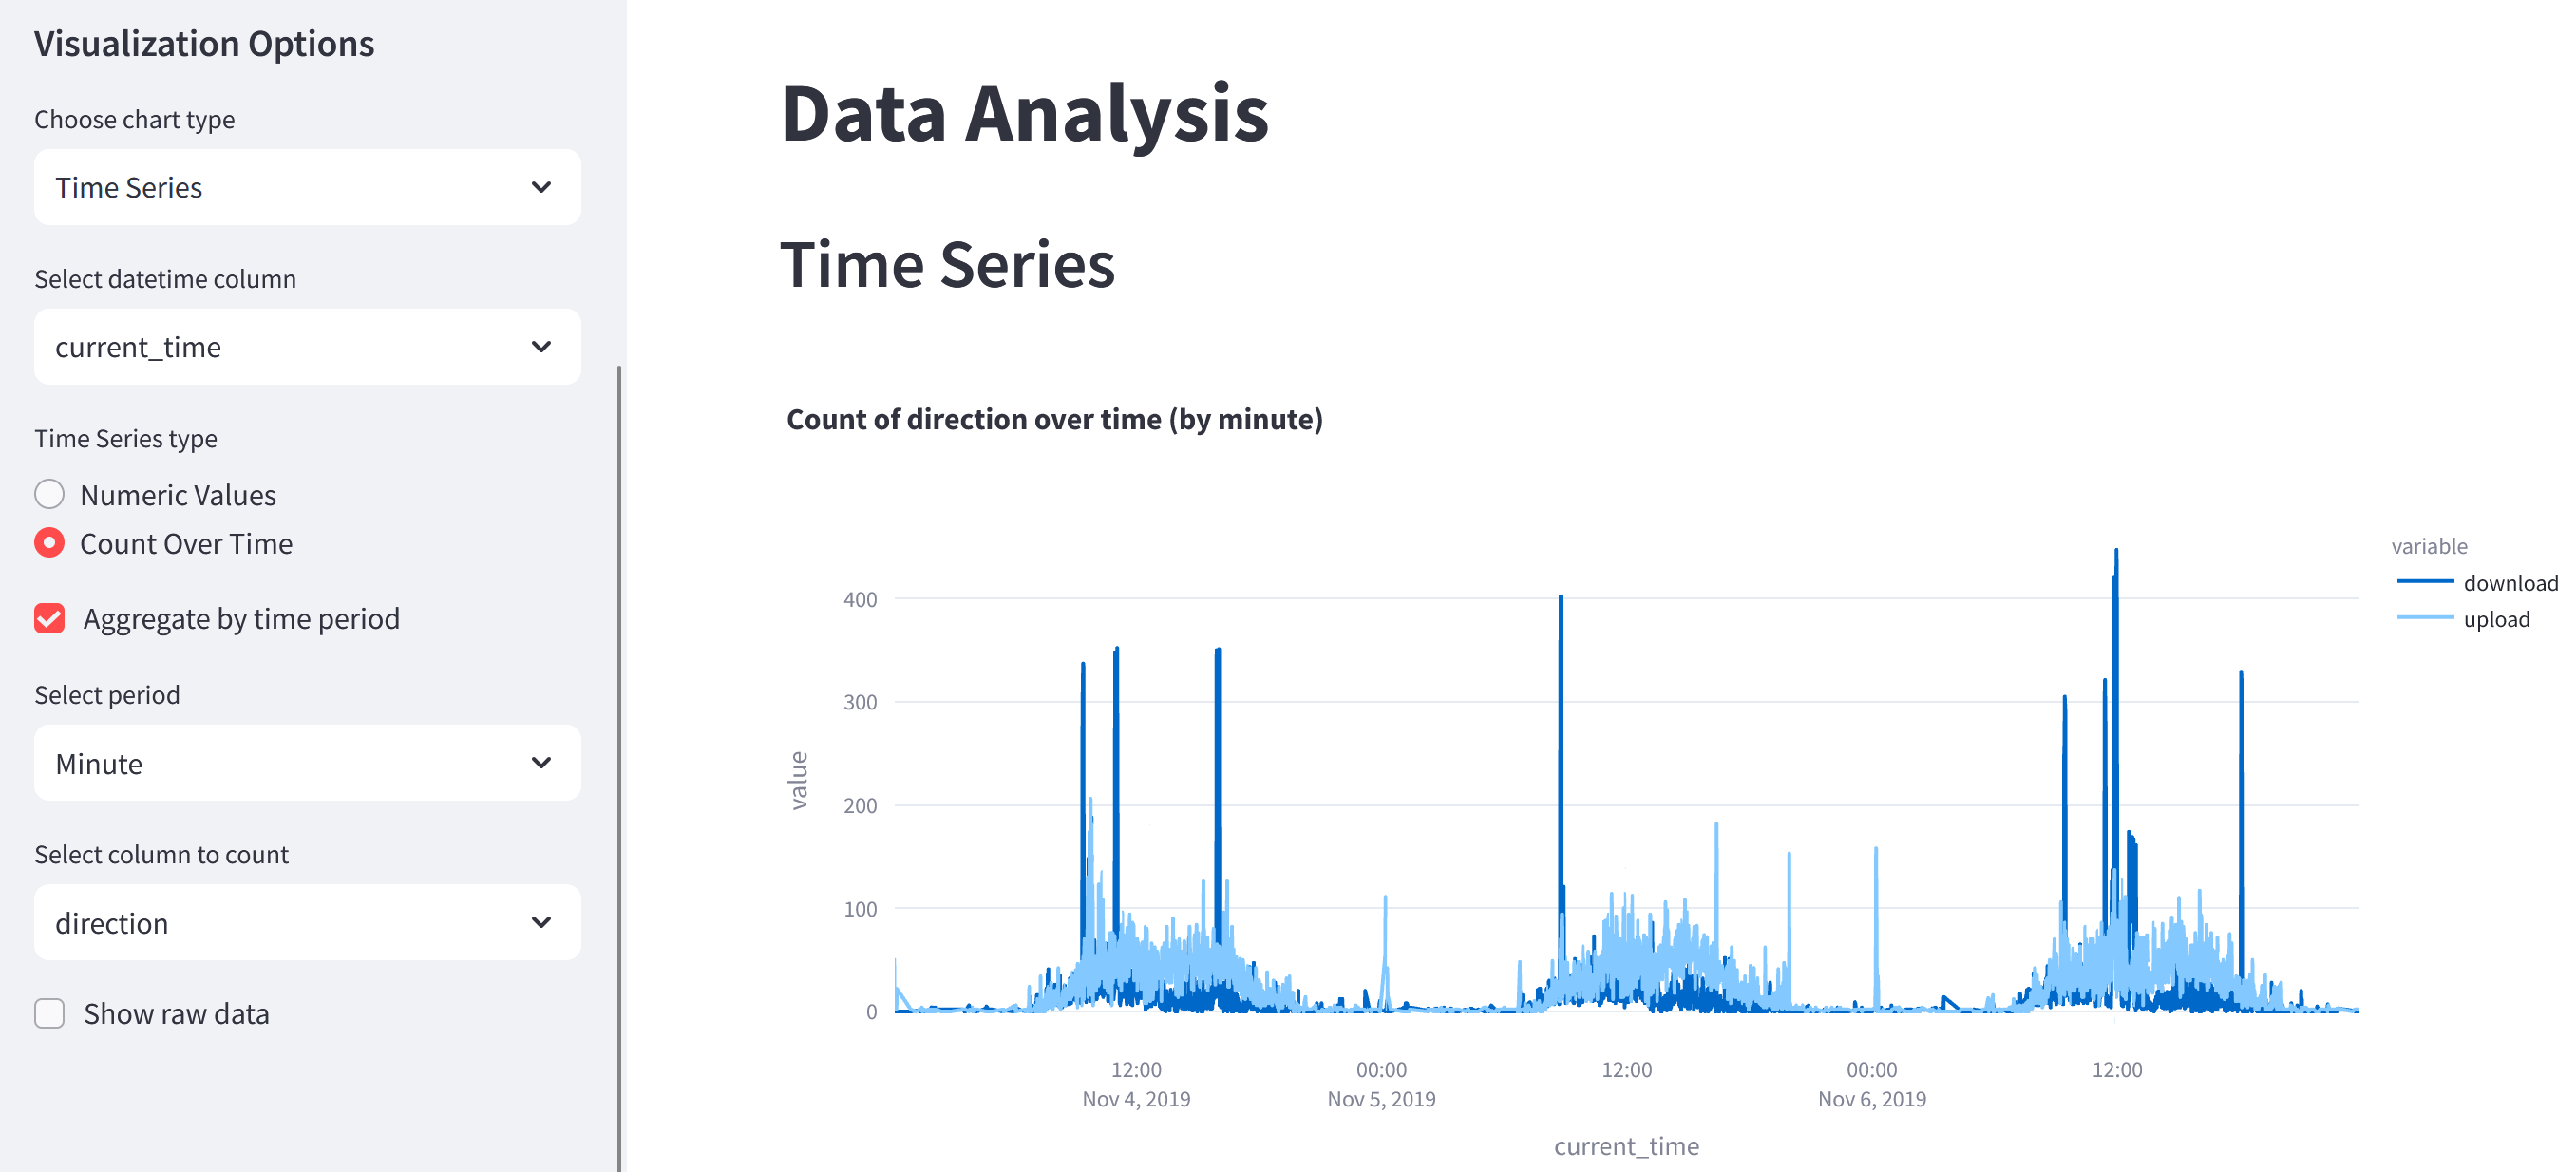 Visualization Options
Choose chart type
Time Series
Select datetime column
current_time
Time Series type
Numeric Values
Count Over Time
Aggregate by time period
Select period
Minute
Select column to count
direction
Show raw data
Data Analysis
Time Series
Count of direction over time (by minute)
variable
download
upload
400
300
200
100
0
value
12:00 00:00 12:00 00:00 12:00
Nov 4, 2019 Nov 5, 2019 Nov 6, 2019
current_time